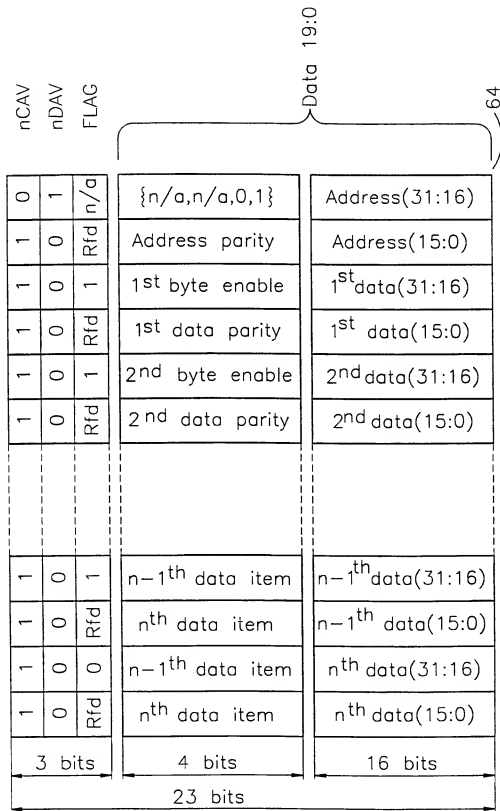 nCAV nDAV FLAG Data 19:0 64
0 1 n/a {n/a,n/a,0,1} Address(31:16)
1 0 Rfd Address parity Address(15:0)
1 0 1 1st byte enable 1st data(31:16)
1 0 Rfd 1st data parity 1st data(15:0)
1 0 1 2nd byte enable 2nd data(31:16)
1 0 Rfd 2nd data parity 2nd data(15:0)
1 0 1 n-1th data item n-1th data(31:16)
1 0 Rfd nth data item n-1th data(15:0)
1 0 0 n-1th data item nth data(31:16)
1 0 Rfd nth data item nth data(15:0)
3 bits 4 bits 16 bits
23 bits